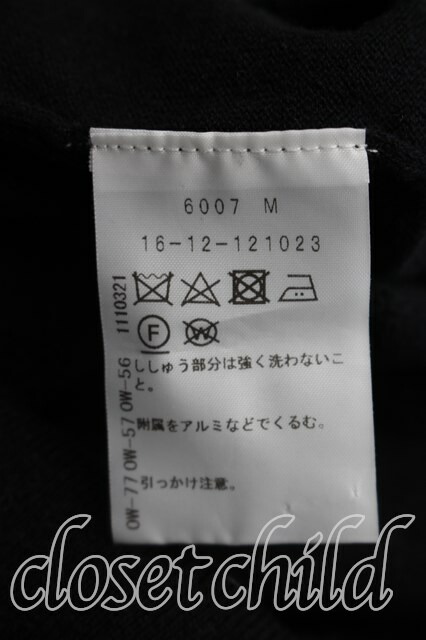 6007 M
16-12-121023
F
W
ししゅう部分は強く洗わないこ
と。
附属をアルミなどでくるむ。
引っかけ注意。
OW-77 OW-57 OW-56 1110321
closet child